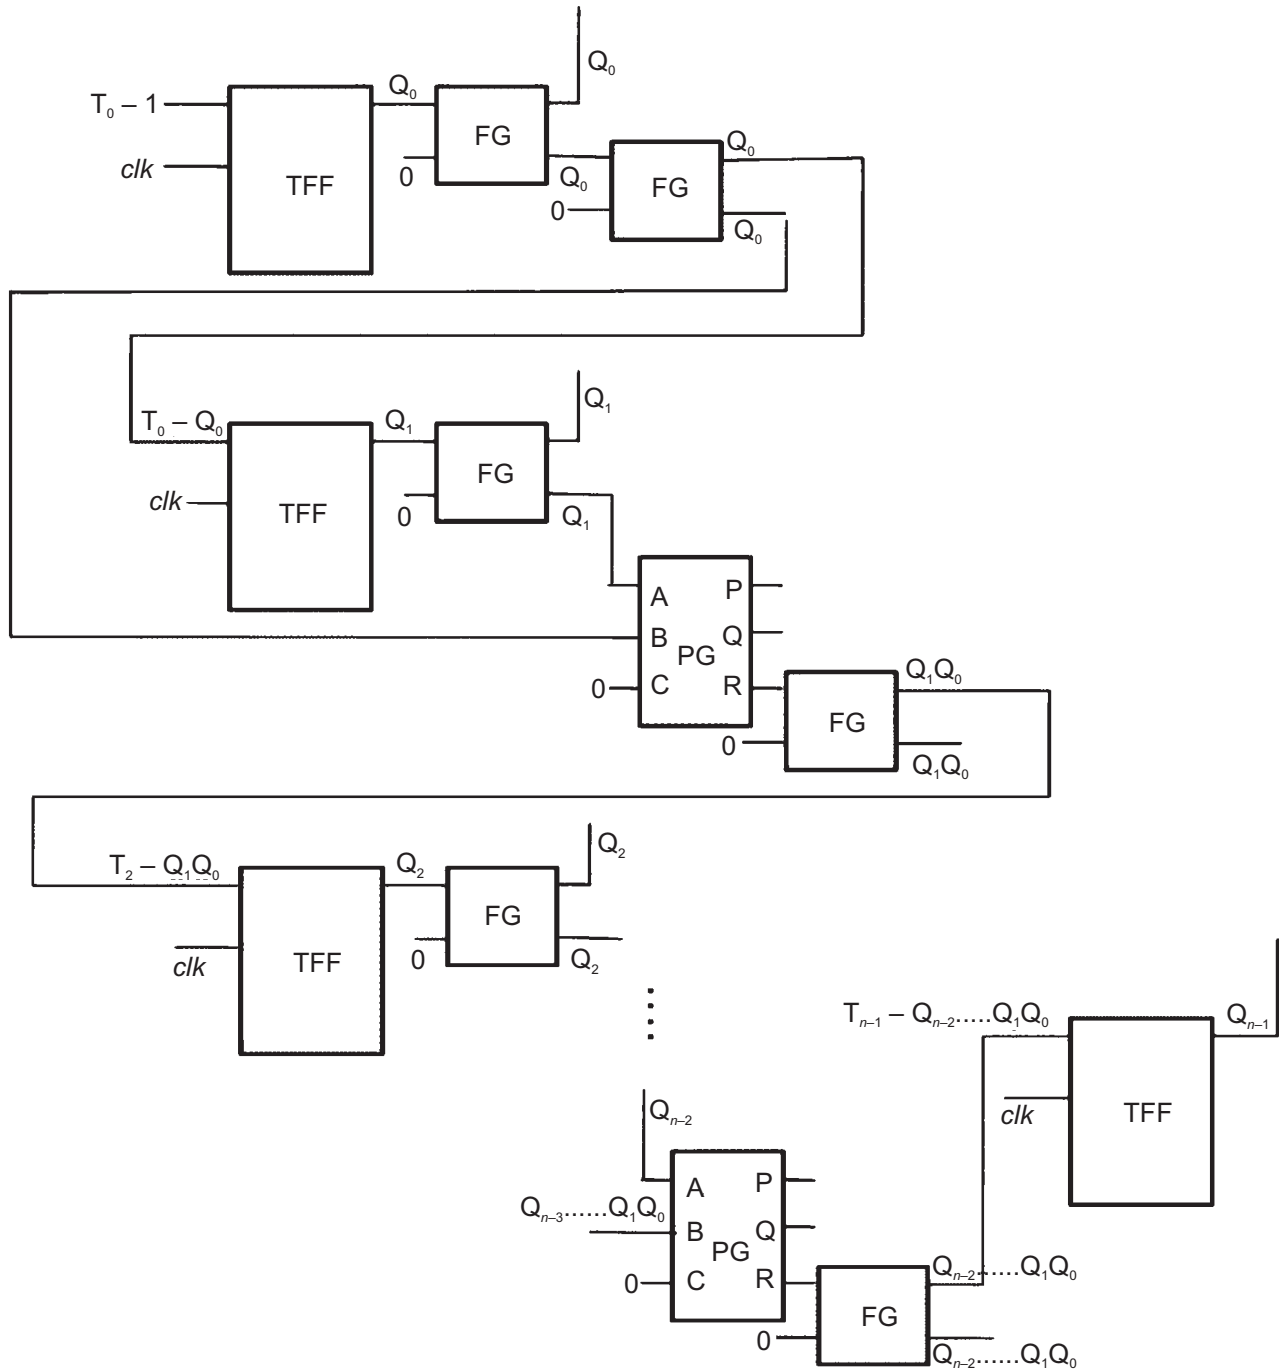 Q₀
T₀ – 1
Q₀
FG
clk
TFF
0
Q₀
Q₀
FG
0
Q₀
T₀ – Q₀
Q₁
Q₁
FG
clk
TFF
0
Q₁
A
P
B
Q
PG
0
C
R
Q₁Q₀
FG
0
Q₁Q₀
T₂ – Q₁Q₀
Q₂
Q₂
FG
clk
TFF
0
Q₂
Tₙ₋₁ – Qₙ₋₂.....Q₁Q₀
Qₙ₋₁
clk
TFF
Qₙ₋₂
A
P
Qₙ₋₃......Q₁Q₀
B
Q
PG
0
C
R
Qₙ₋₂......Q₁Q₀
FG
0
Qₙ₋₂......Q₁Q₀